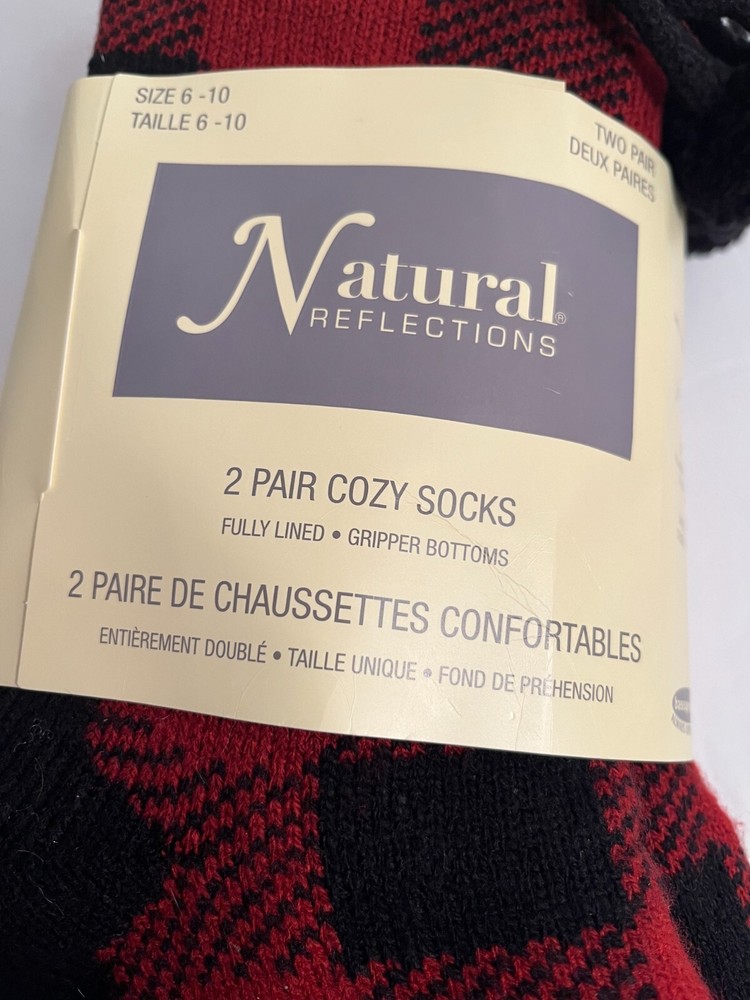 SIZE 6 -10
TAILLE 6 -10
TWO PAIR
DEUX PAIRES
Natural®
REFLECTIONS
2 PAIR COZY SOCKS
FULLY LINED • GRIPPER BOTTOMS
2 PAIRE DE CHAUSSETTES CONFORTABLES
ENTIÈREMENT DOUBLÉ • TAILLE UNIQUE • FOND DE PRÉHENSION